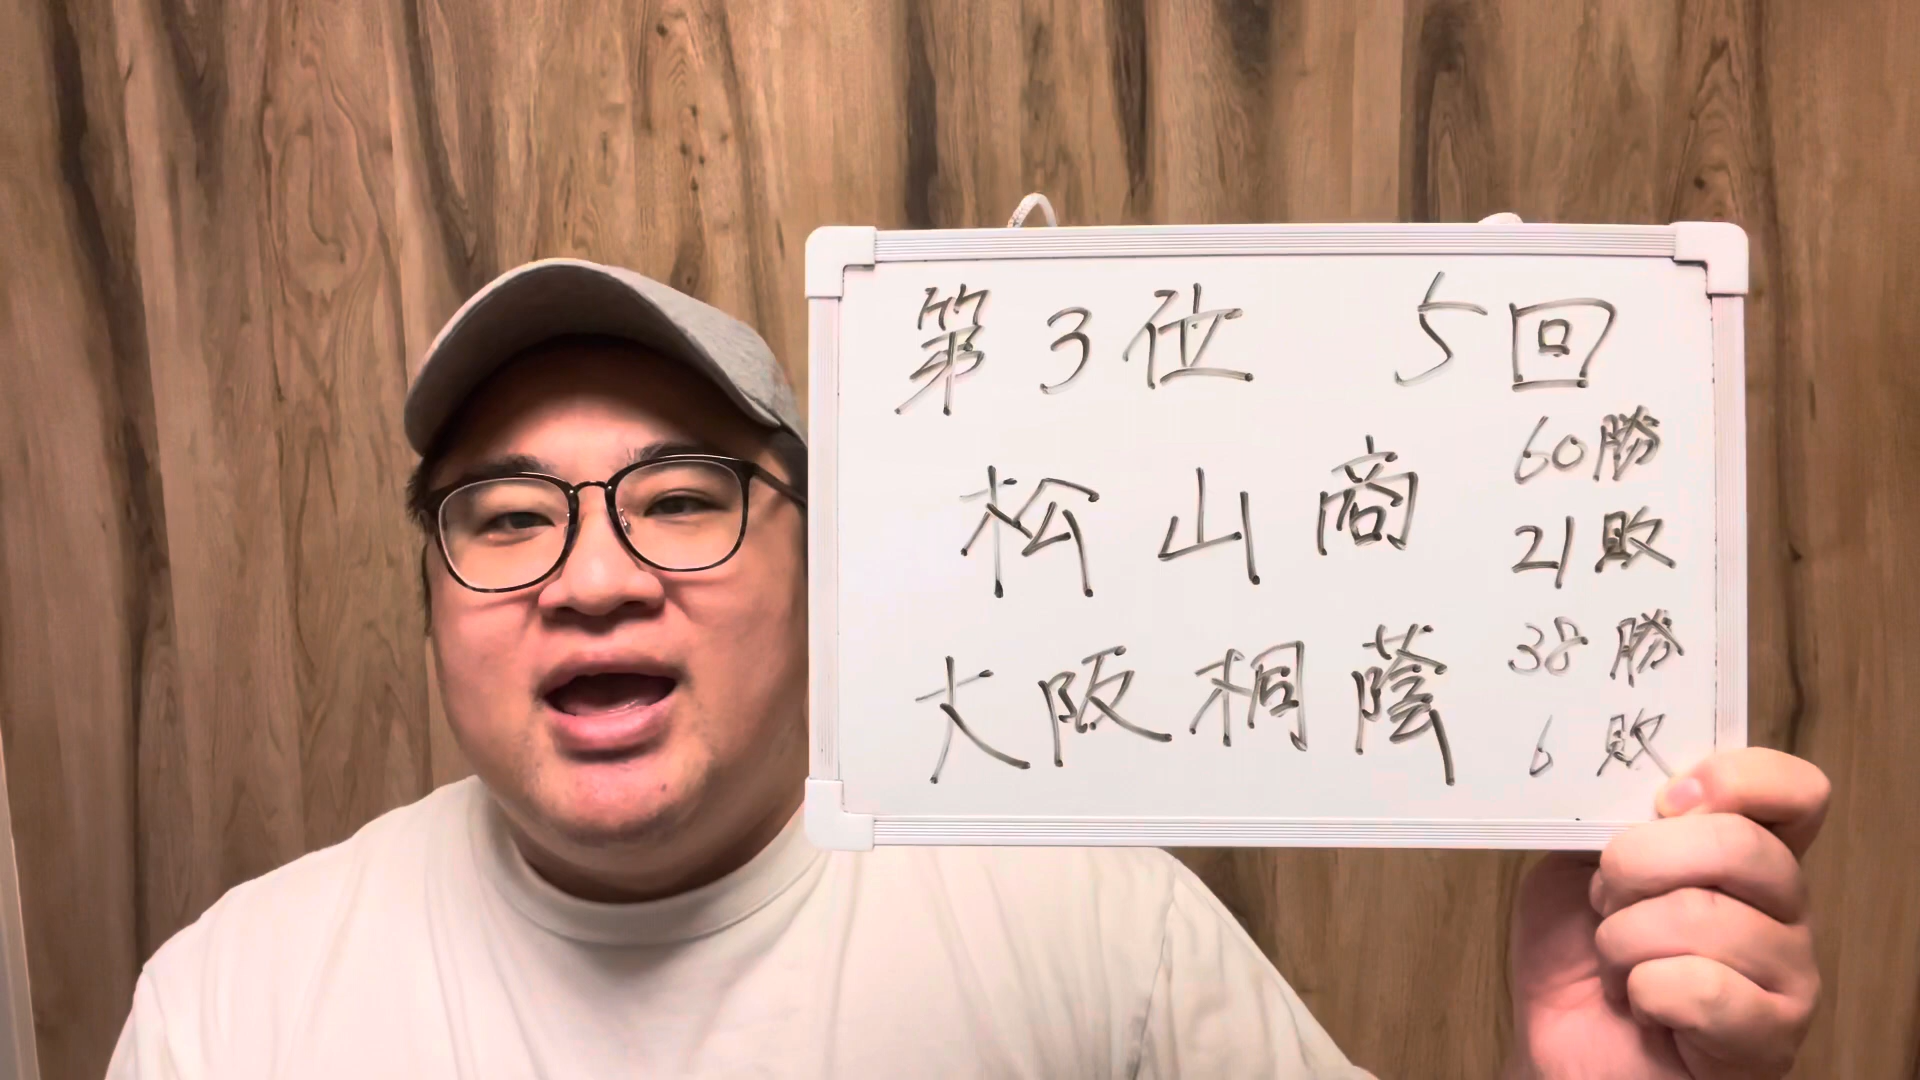 第3位 5回
松山商 60勝
21敗
大阪桐蔭 38勝
6敗